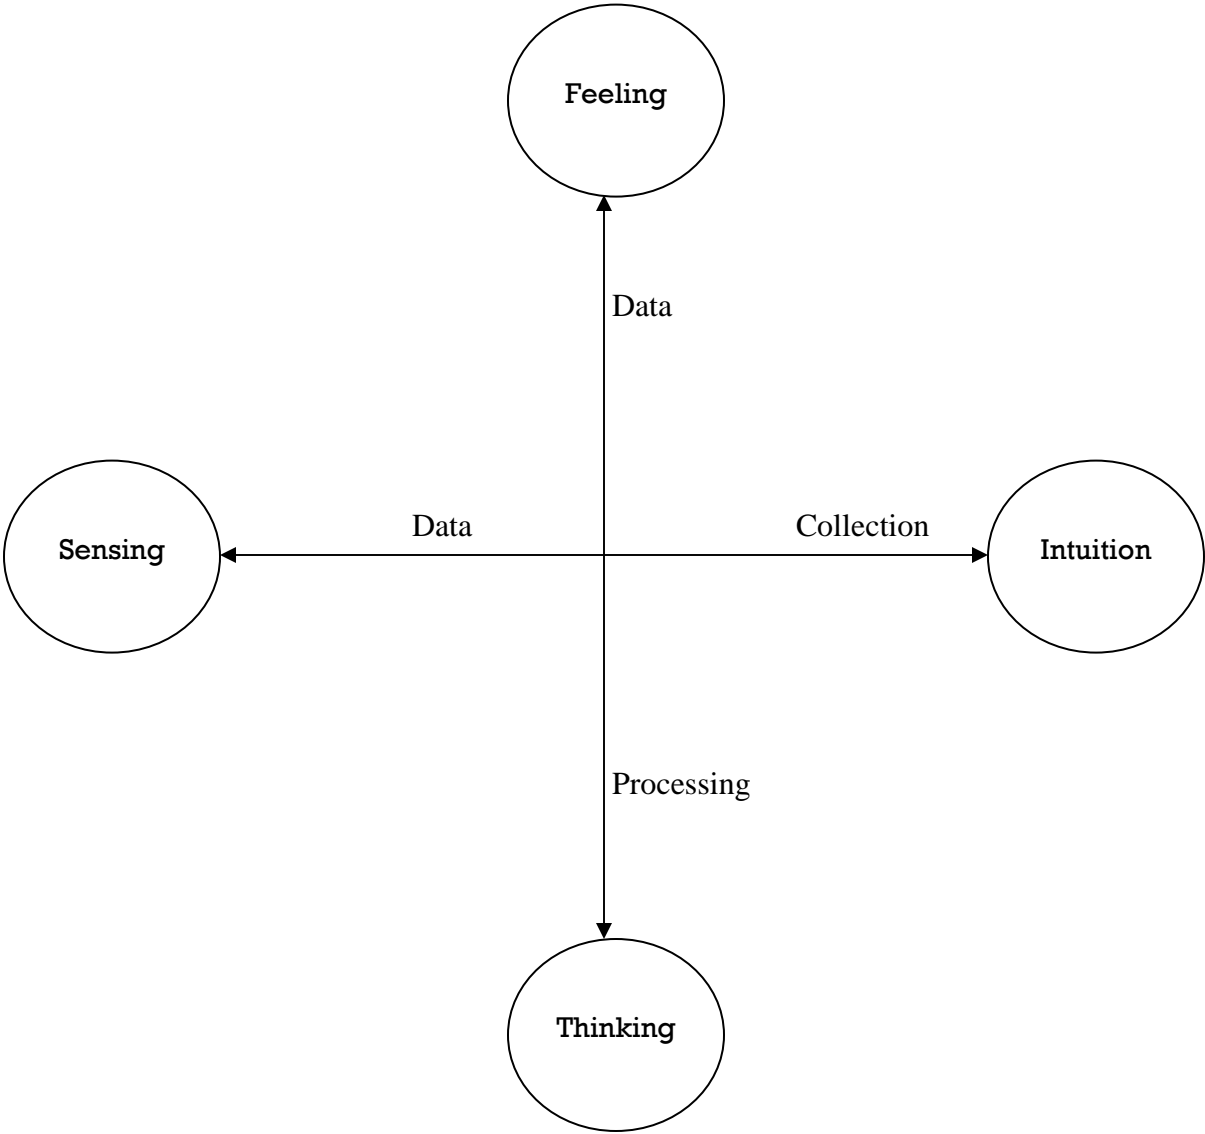 Feeling
Data
Data Collection
Sensing
Intuition
Processing
Thinking